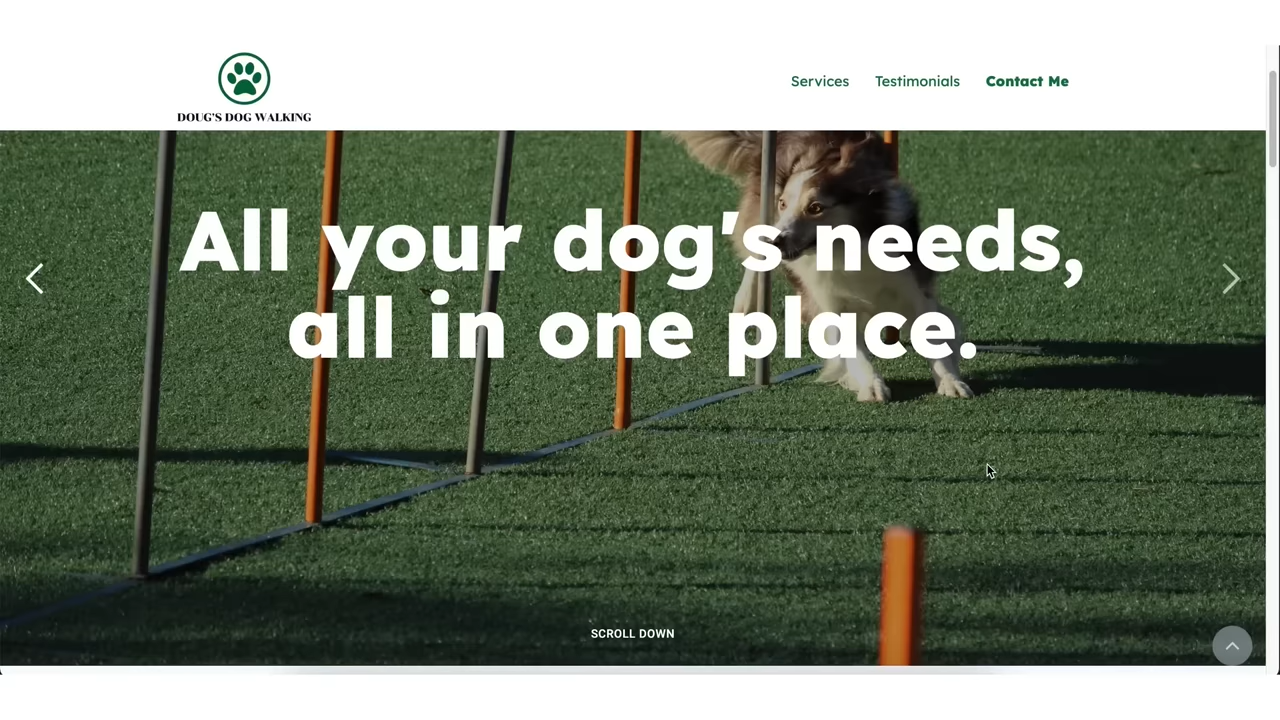 DOUG'S DOG WALKING
Services Testimonials Contact Me
All your dog's needs,
all in one place.
SCROLL DOWN